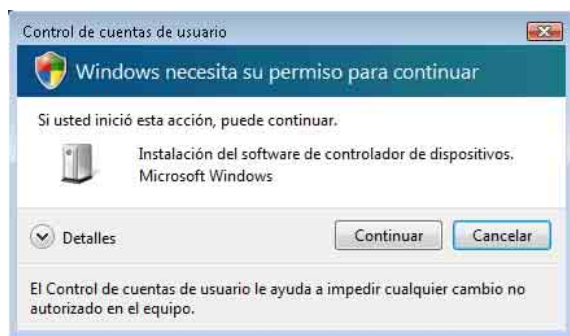 Control de cuentas de usuario
Windows necesita su permiso para continuar
Si usted inició esta acción, puede continuar.
Instalación del software de controlador de dispositivos.
Microsoft Windows
Detalles
Continuar
Cancelar
El Control de cuentas de usuario le ayuda a impedir cualquier cambio no
autorizado en el equipo.